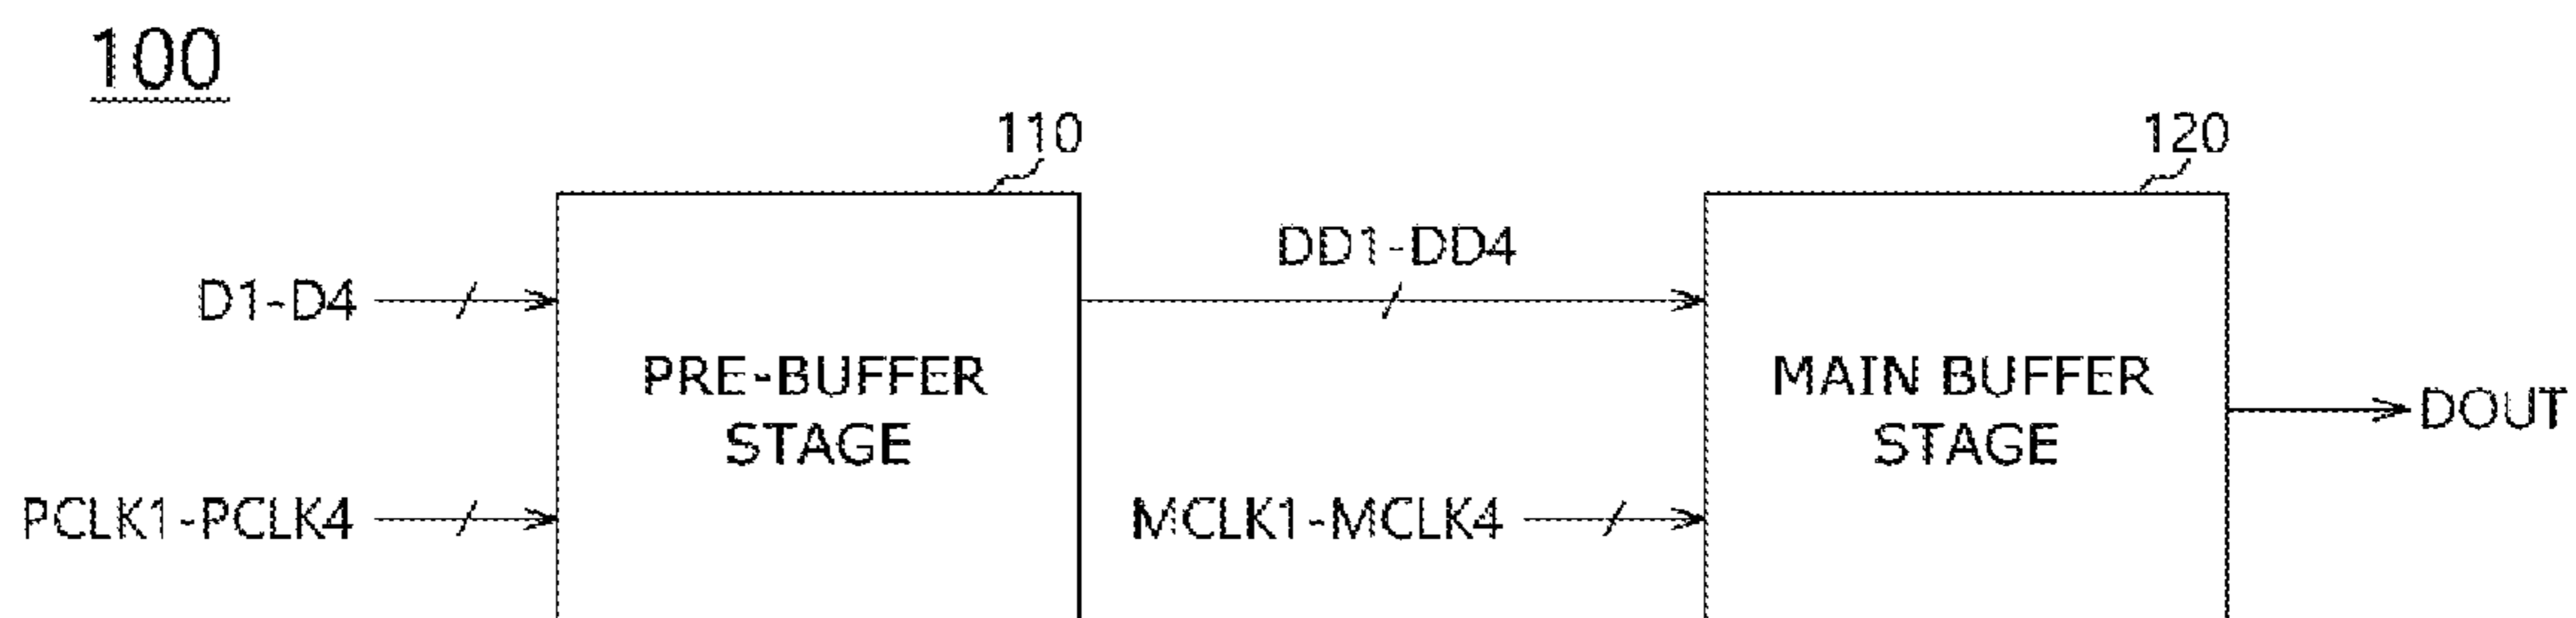 100
110
120
D1-D4
DD1-DD4
PRE-BUFFER
STAGE
MAIN BUFFER
STAGE
DOUT
PCLK1-PCLK4
MCLK1-MCLK4